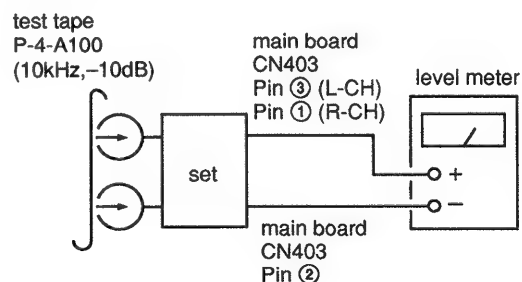 test tape
P-4-A100
(10kHz,–10dB)
main board
CN403
Pin ③ (L-CH)
Pin ① (R-CH)
level meter
set
+
–
main board
CN403
Pin ②